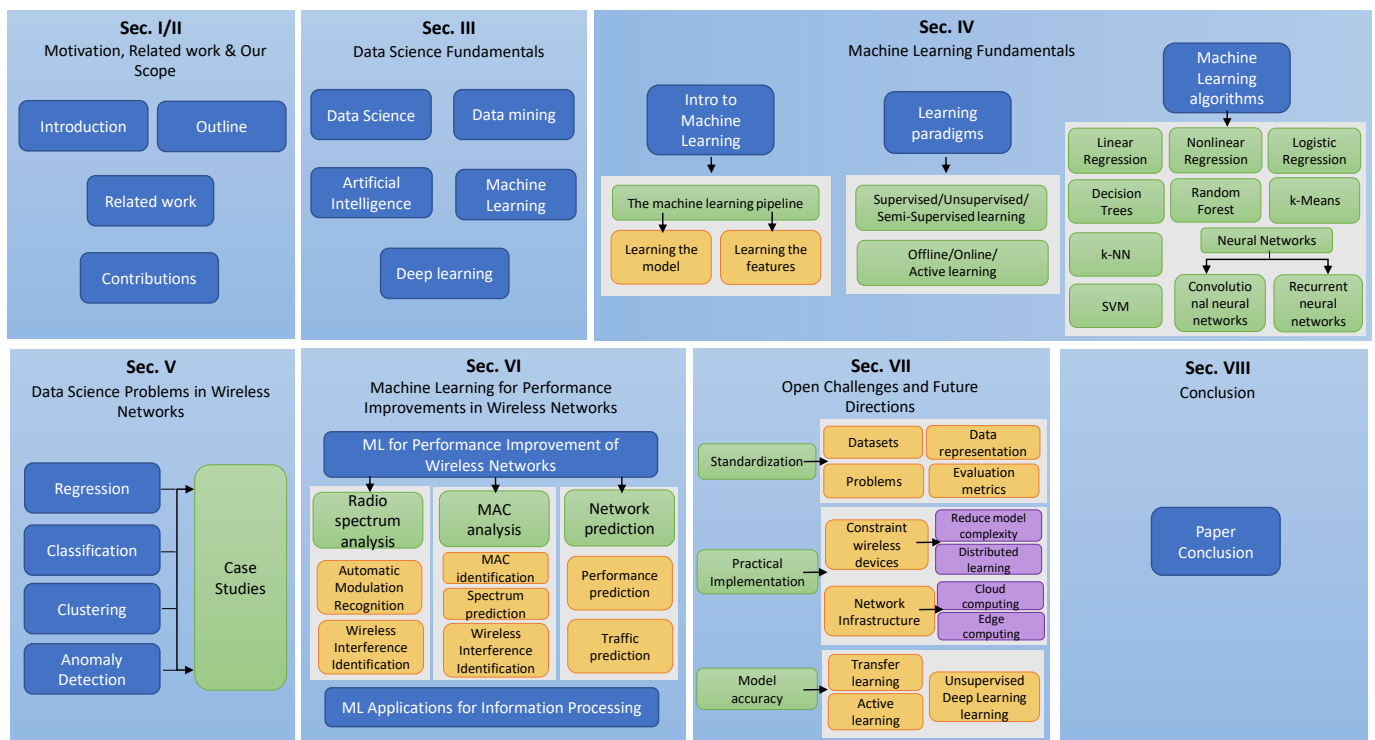 Sec. I/II
Motivation, Related work & Our
Scope
Introduction
Outline
Related work
Contributions
Sec. III
Data Science Fundamentals
Data Science
Data mining
Artificial
Intelligence
Machine
Learning
Deep learning
Sec. IV
Machine Learning Fundamentals
Intro to
Machine
Learning
The machine learning pipeline
Learning the
model
Learning the
features
Learning
paradigms
Supervised/Unsupervised/
Semi-Supervised learning
Offline/Online/
Active learning
Machine
Learning
algorithms
Linear
Regression
Nonlinear
Regression
Logistic
Regression
Decision
Trees
Random
Forest
k-Means
k-NN
Neural Networks
SVM
Convolutio
nal neural
networks
Recurrent
neural
networks
Sec. V
Data Science Problems in Wireless
Networks
Regression
Classification
Clustering
Anomaly
Detection
Case
Studies
Sec. VI
Machine Learning for Performance
Improvements in Wireless Networks
ML for Performance Improvement of
Wireless Networks
Radio
spectrum
analysis
Automatic
Modulation
Recognition
Wireless
Interference
Identification
MAC
analysis
MAC
identification
Spectrum
prediction
Wireless
Interference
Identification
Network
prediction
Performance
prediction
Traffic
prediction
ML Applications for Information Processing
Sec. VII
Open Challenges and Future
Directions
Standardization
Datasets
Data
representation
Problems
Evaluation
metrics
Practical
Implementation
Constraint
wireless
devices
Reduce model
complexity
Distributed
learning
Network
Infrastructure
Cloud
computing
Edge
computing
Model
accuracy
Transfer
learning
Active
learning
Unsupervised
Deep Learning
learning
Sec. VIII
Conclusion
Paper
Conclusion